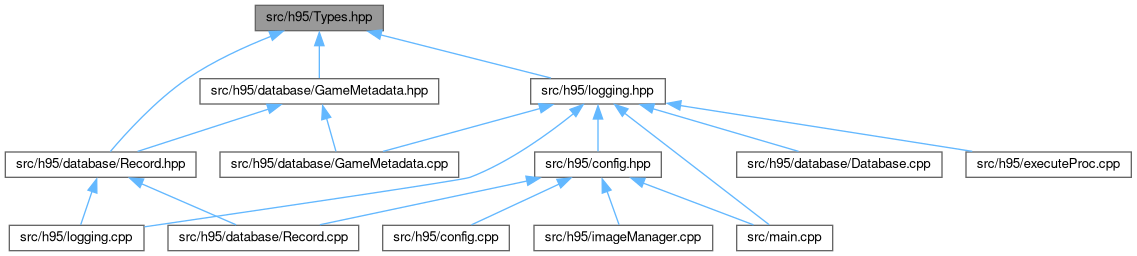 src/h95/Types.hpp
src/h95/database/GameMetadata.hpp
src/h95/logging.hpp
src/h95/database/Record.hpp
src/h95/database/GameMetadata.cpp
src/h95/config.hpp
src/h95/database/Database.cpp
src/h95/executeProc.cpp
src/h95/logging.cpp
src/h95/database/Record.cpp
src/h95/config.cpp
src/h95/imageManager.cpp
src/main.cpp